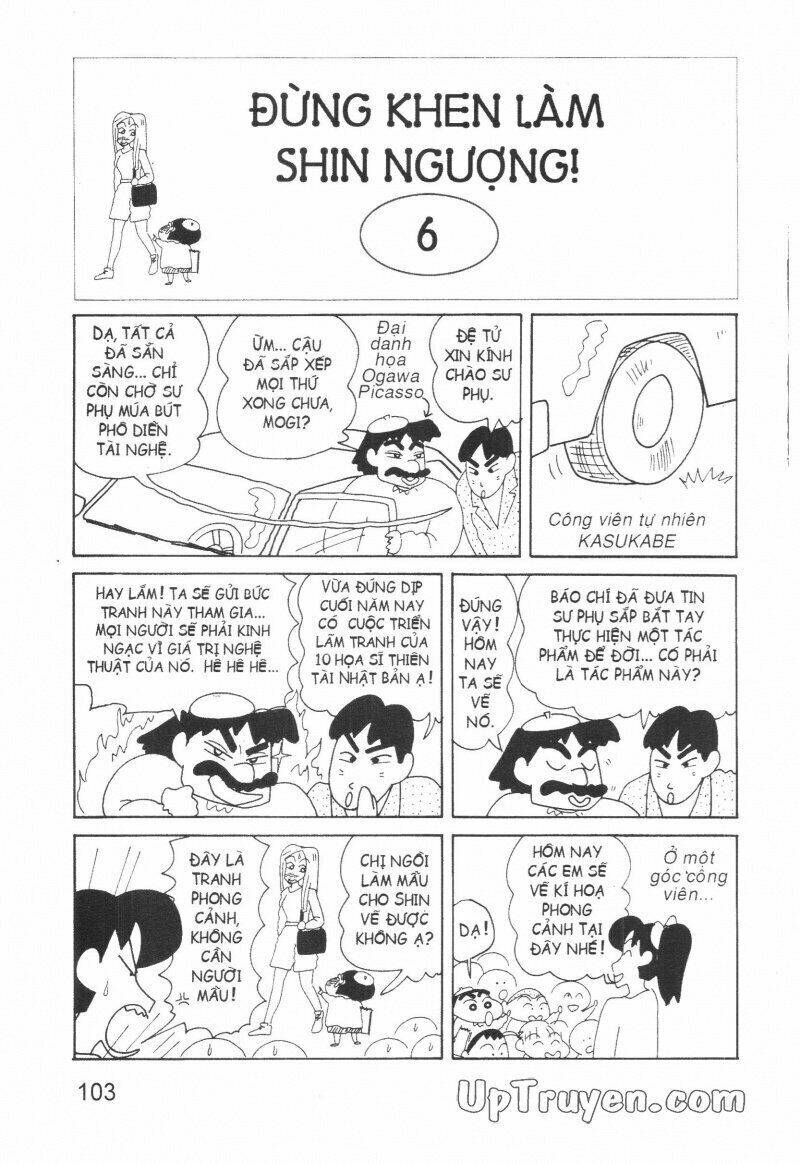 ĐỪNG KHEN LÀM
SHIN NGƯỢNG!
6
Công viên tự nhiên
KASUKABE
ĐỆ TỬ
XIN KÍNH
CHÀO SƯ
PHỤ.
Đại
danh
họa
Ogawa
Picasso
ỪM... CẬU
ĐÃ SẮP XẾP
MỌI THỨ
XONG CHƯA,
MOGI?
DẠ, TẤT CẢ
ĐÃ SẴN
SÀNG... CHỈ
CÒN CHỜ SƯ
PHỤ MÚA BÚT
PHÔ DIỄN
TÀI NGHỆ.
BÁO CHÍ ĐÃ ĐƯA TIN
SƯ PHỤ SẮP BẮT TAY
THỰC HIỆN MỘT TÁC
PHẨM ĐỂ ĐỜI... CÓ PHẢI
LÀ TÁC PHẨM NÀY?
ĐÚNG
VẬY!
HÔM
NAY
TA SẼ
VẼ
NÓ.
VỪA ĐÚNG DỊP
CUỐI NĂM NAY
CÓ CUỘC TRIỂN
LÃM TRANH CỦA
10 HỌA SĨ THIÊN
TÀI NHẬT BẢN Ạ!
HAY LẮM! TA SẼ GỬI BỨC
TRANH NÀY THAM GIA...
MỌI NGƯỜI SẼ PHẢI KINH
NGẠC VÌ GIÁ TRỊ NGHỆ
THUẬT CỦA NÓ. HÊ HÊ HÊ...
Ở một
góc công
viên...
HÔM NAY
CÁC EM SẼ
VẼ KÍ HOẠ
PHONG
CẢNH TẠI
ĐÂY NHÉ!
DẠ!
CHỊ NGỒI
LÀM MẪU
CHO SHIN
VẼ ĐƯỢC
KHÔNG Ạ?
ĐÂY LÀ
TRANH
PHONG
CẢNH,
KHÔNG
CẦN
NGƯỜI
MẪU!
103
UpTruyen.com